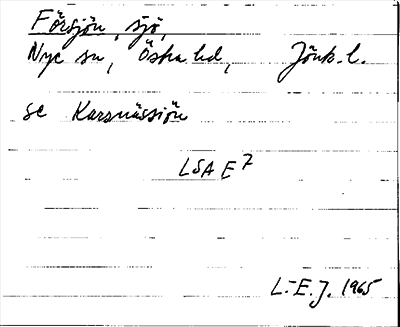 Försjön, sjö,
Nye sn, Östra hd, Jönk. l.
se Karsnässjön
LSA E7
L.-E. J. 1965